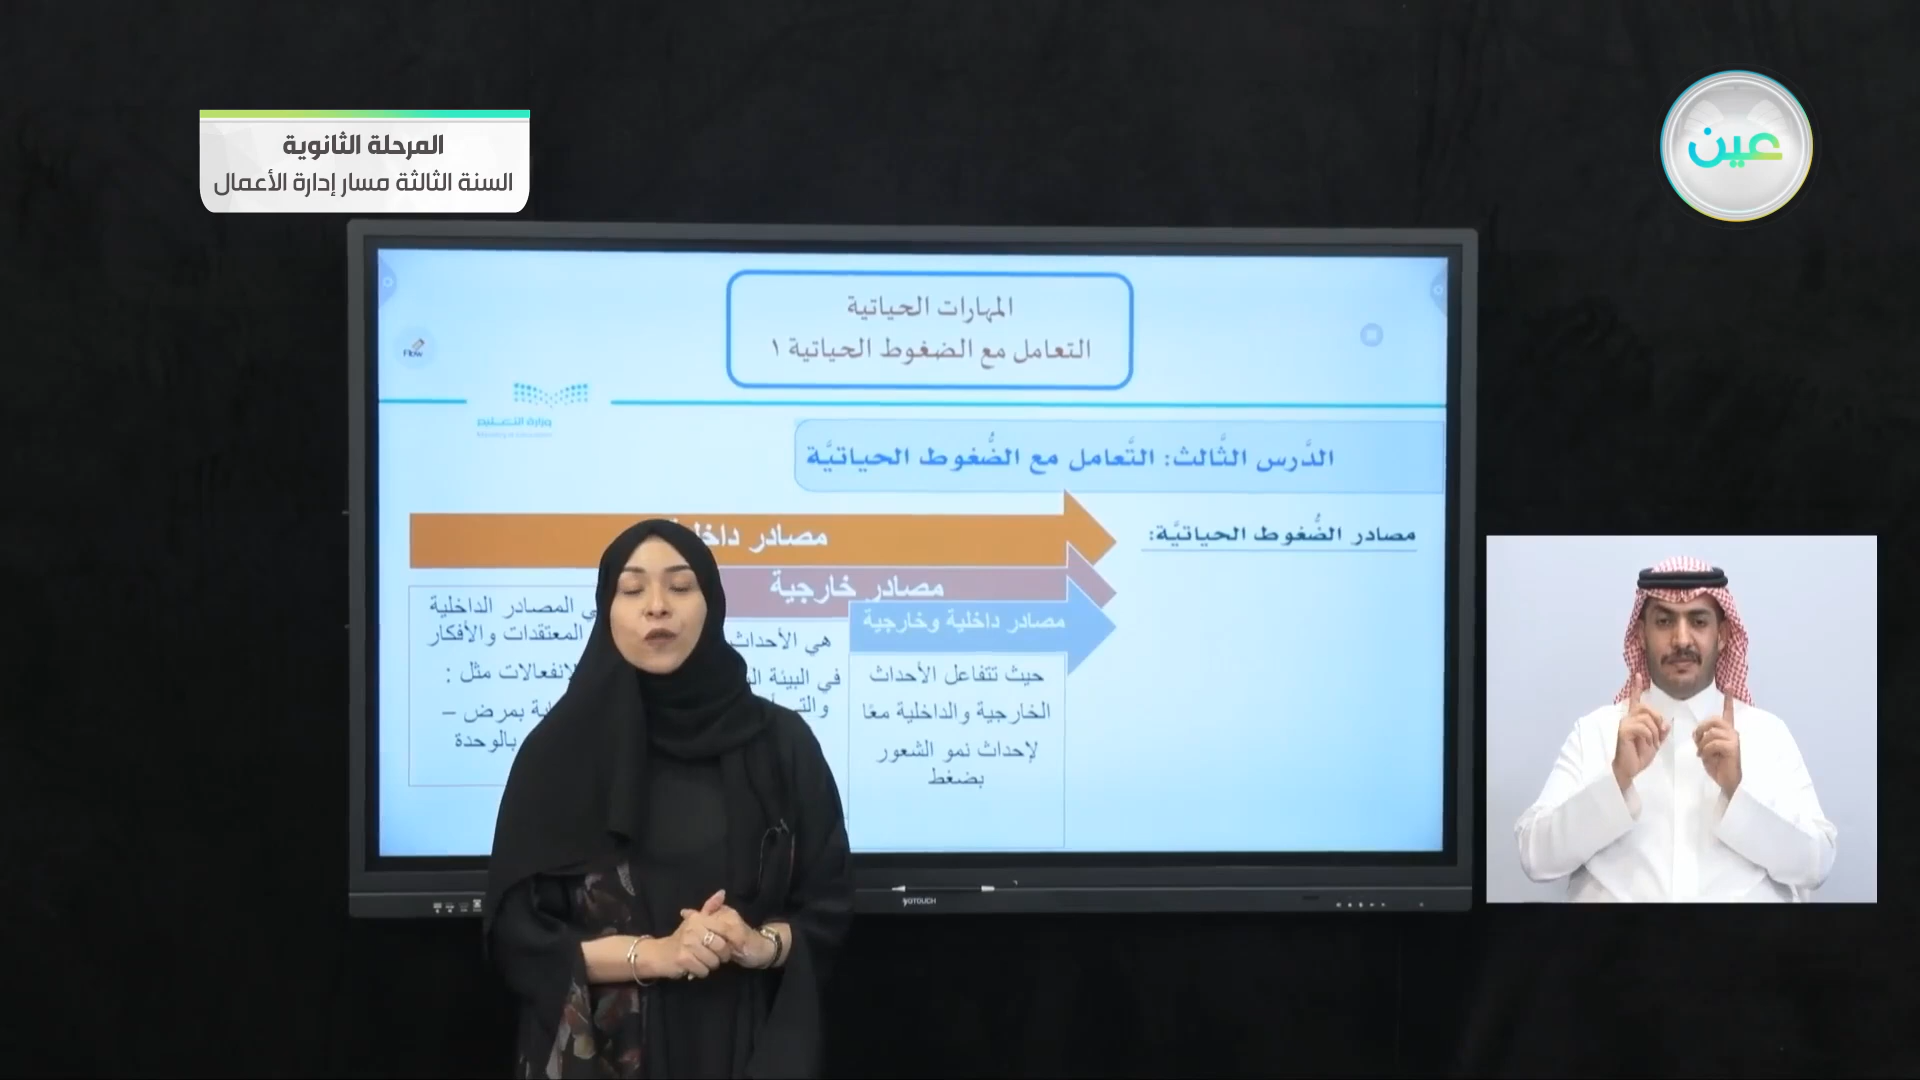 المرحلة الثانوية
السنة الثالثة مسار إدارة الأعمال
عين
المهارات الحياتية
التعامل مع الضغوط الحياتية ١
Flow
وزارة التعليم
الدَّرس الثَّالث: التَّعامل مع الضُّغوط الحياتيَّة
مصادر الضُّغوط الحياتيَّة:
مصادر
مصادر خارجية
مصادر داخلية وخارجية
حيث تتفاعل الأحداث
الخارجية والداخلية معًا
لإحداث نمو الشعور
بضغط
هي الأحداث
في البيئة
المصادر الداخلية
المعتقدات والأفكار
مثل :
بمرض –
بالوحدة